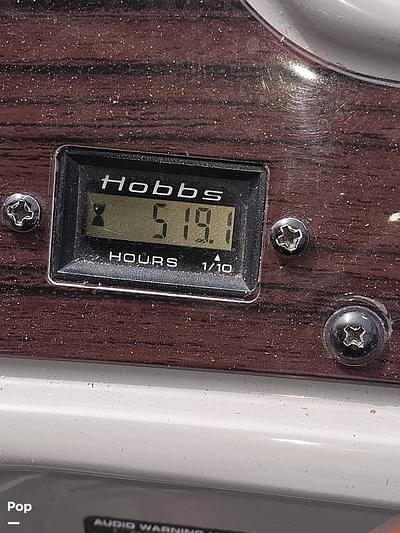 Hobbs
519.1
HOURS 1/10
AUDIO WARNING
Pop